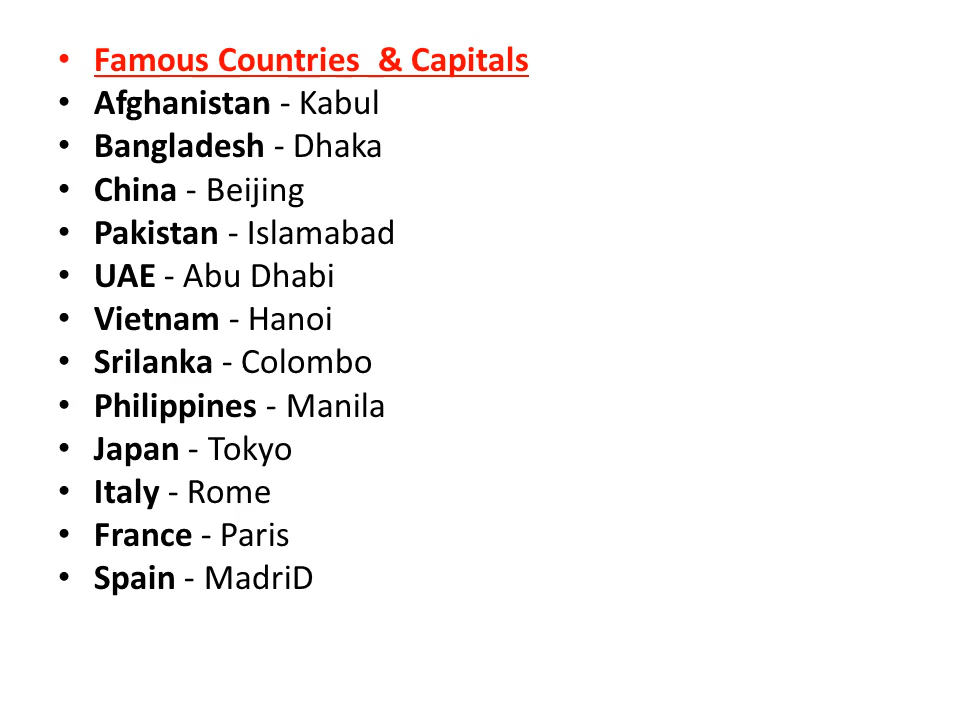 • Famous Countries  & Capitals
• Afghanistan - Kabul
• Bangladesh - Dhaka
• China - Beijing
• Pakistan - Islamabad
• UAE - Abu Dhabi
• Vietnam - Hanoi
• Srilanka - Colombo
• Philippines - Manila
• Japan - Tokyo
• Italy - Rome
• France - Paris
• Spain - MadriD